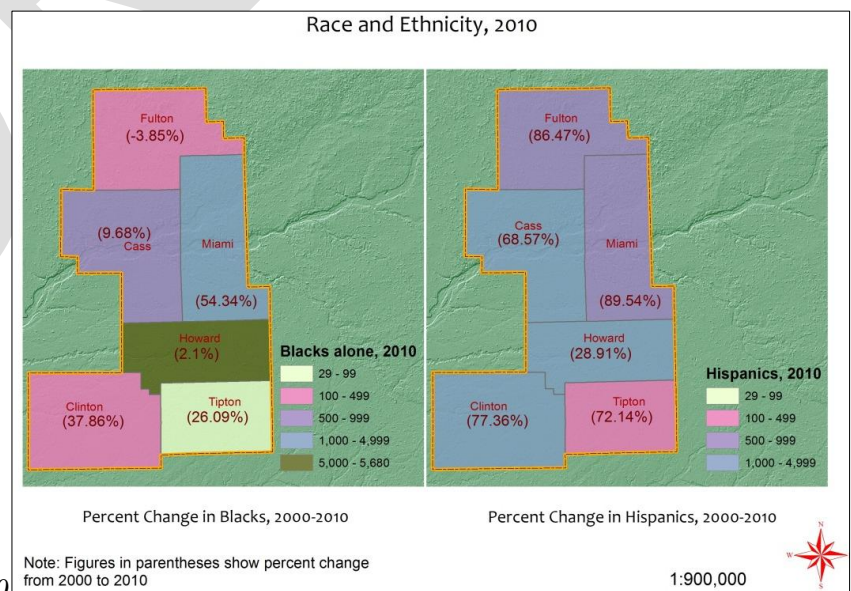 Race and Ethnicity, 2010
Fulton
(-3.85%)
(9.68%)
Cass
Miami
(54.34%)
Howard
(2.1%)
Clinton
(37.86%)
Tipton
(26.09%)
Blacks alone, 2010
29 - 99
100 - 499
500 - 999
1,000 - 4,999
5,000 - 5,680
Fulton
(86.47%)
Cass
(68.57%)
Miami
(89.54%)
Howard
(28.91%)
Clinton
(77.36%)
Tipton
(72.14%)
Hispanics, 2010
29 - 99
100 - 499
500 - 999
1,000 - 4,999
Percent Change in Blacks, 2000-2010
Percent Change in Hispanics, 2000-2010
Note: Figures in parentheses show percent change
from 2000 to 2010
1:900,000
N
W
E
S